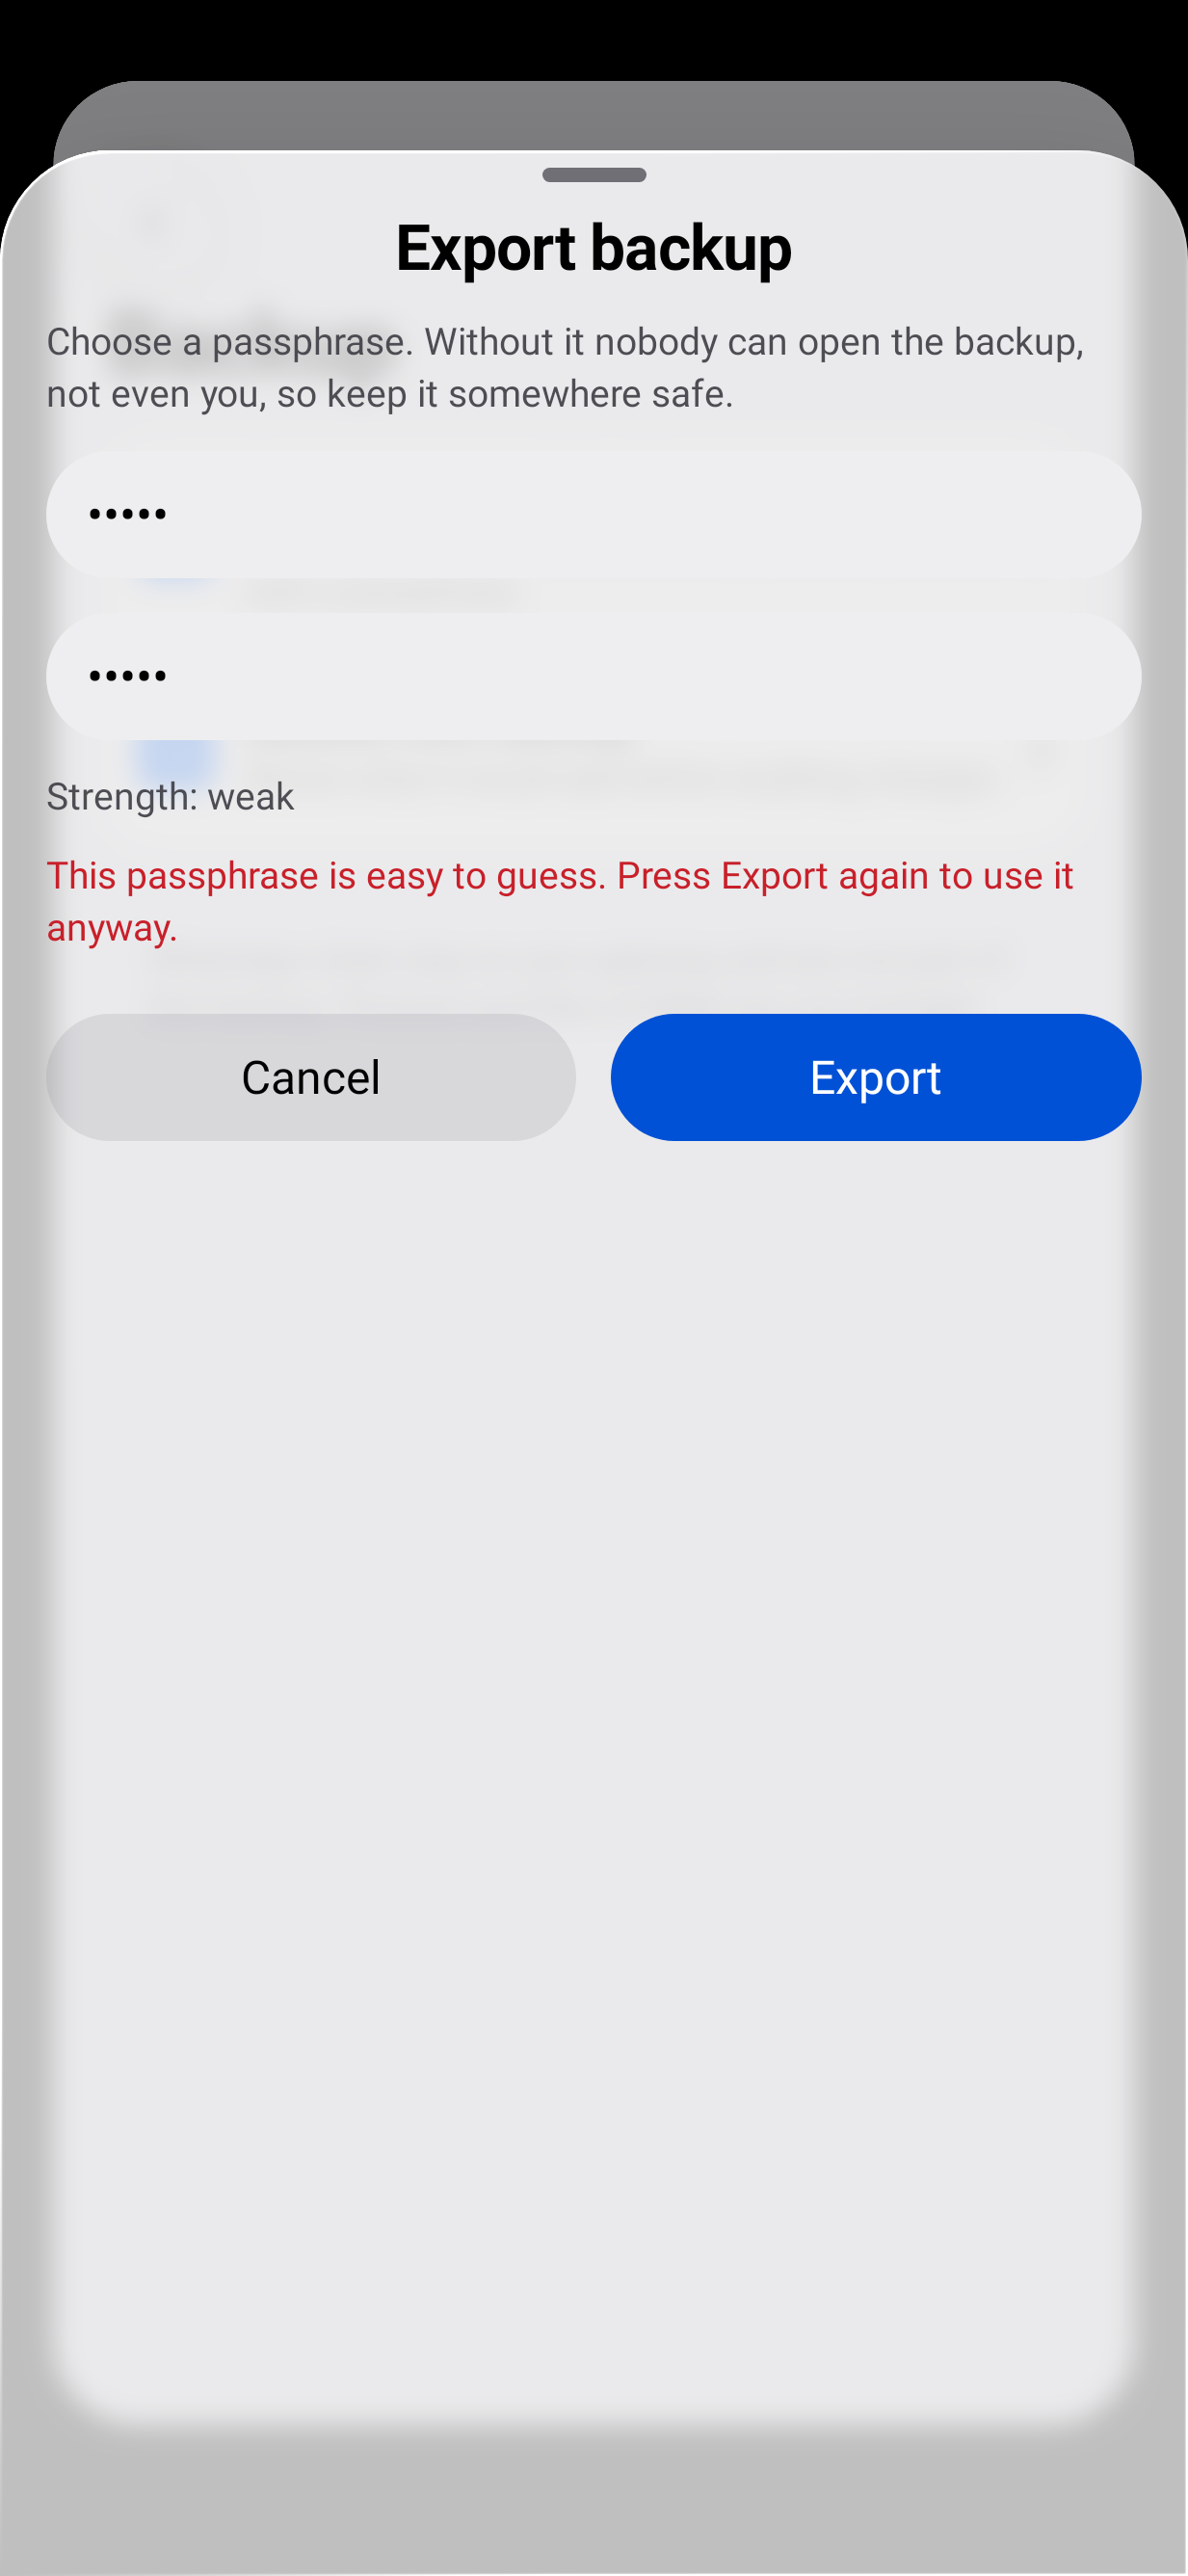 Export backup
Choose a passphrase. Without it nobody can open the backup,
not even you, so keep it somewhere safe.
•••••
•••••
Strength: weak
This passphrase is easy to guess. Press Export again to use it
anyway.
Cancel
Export